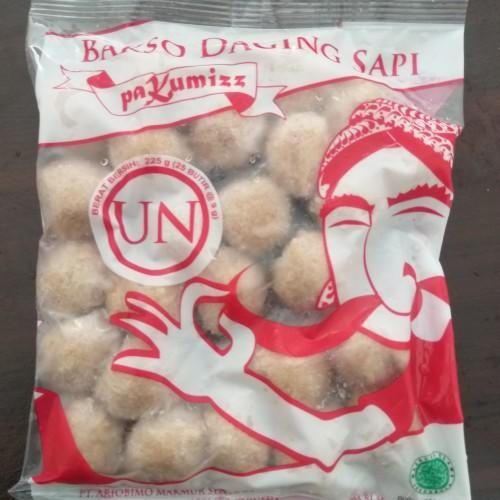 BAKSO DAGING SAPI
paKumizz
BERAT BERSIH: 225 g (25 BUTIR @ 9 g)
UN
PT. ARIOBIMO MAKMUR